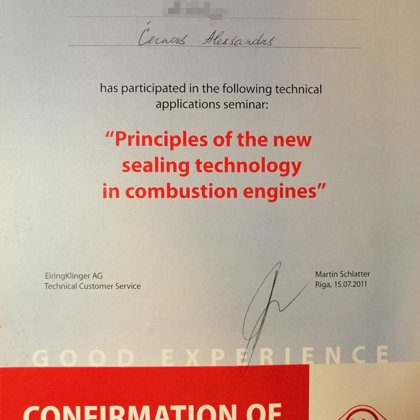 Černovs Aleksandrs
has participated in the following technical
applications seminar:
“Principles of the new
sealing technology
in combustion engines”
ElringKlinger AG
Technical Customer Service
Martin Schlatter
Riga, 15.07.2011
GOOD EXPERIENCE
CONFIRMATION OF